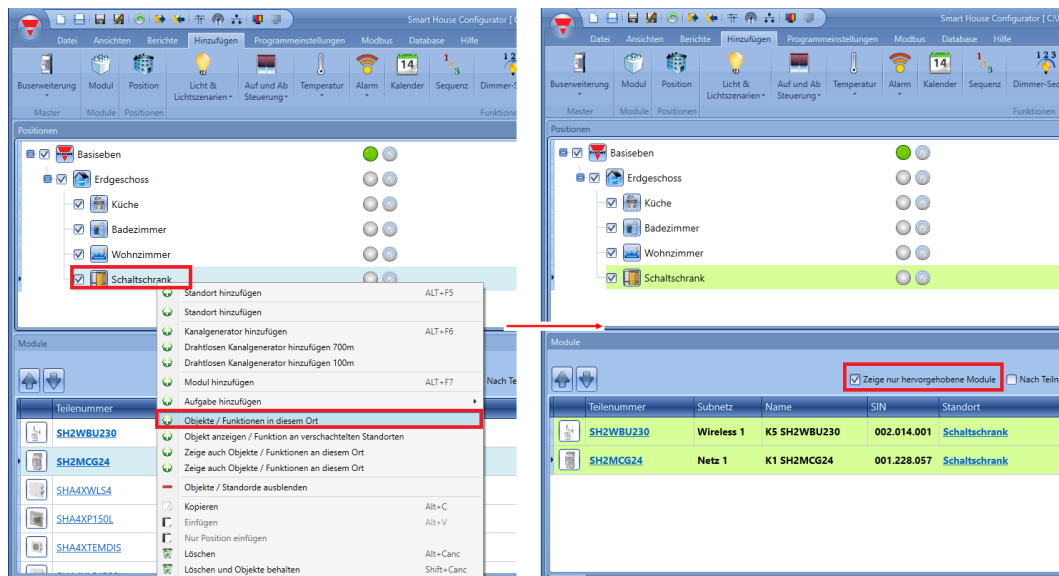 Smart House Configurator [
Datei Ansichten Berichte Hinzufügen Programmeinstellungen Modbus Database Hilfe
Buserweiterung Modul Position Licht & Lichtszenarien Auf und Ab Steuerung Temperatur Alarm Kalender Sequenz Dimmer-S
Master Module Positionen Funktione
Positionen
Basiseben
Erdgeschoss
Küche
Badezimmer
Wohnzimmer
Schaltschrank
Standort hinzufügen ALT+F5
Standort hinzufügen
Kanalgenerator hinzufügen ALT+F6
Drahtlosen Kanalgenerator hinzufügen 700m
Drahtlosen Kanalgenerator hinzufügen 100m
Modul hinzufügen ALT+F7
Aufgabe hinzufügen
Objekte / Funktionen in diesem Ort
Objekt anzeigen / Funktion an verschachtelten Standorten
Zeige auch Objekte / Funktionen an diesem Ort
Zeige auch Objekte / Funktionen an diesem Ort
Objekte / Standorde ausblenden
Kopieren Alt+C
Einfügen Alt+V
Nur Position einfügen
Löschen Alt+Canc
Löschen und Objekte behalten Shift+Canc
Module
Nach Te
Teilenummer
SH2WBU230
SH2MCG24
SHA4XWLS4
SHA4XP150L
SHA4XTEMDIS
Smart House Configurator [ C:\
Datei Ansichten Berichte Hinzufügen Programmeinstellungen Modbus Database Hilfe
Buserweiterung Modul Position Licht & Lichtszenarien Auf und Ab Steuerung Temperatur Alarm Kalender Sequenz Dimmer-Sec
Master Module Positionen Funktionen
Positionen
Basiseben
Erdgeschoss
Küche
Badezimmer
Wohnzimmer
Schaltschrank
Module
Zeige nur hervorgehobene Module Nach Teiln
Teilenummer Subnetz Name SIN Standort
SH2WBU230 Wireless 1 K5 SH2WBU230 002.014.001 Schaltschrank
SH2MCG24 Netz 1 K1 SH2MCG24 001.228.057 Schaltschrank